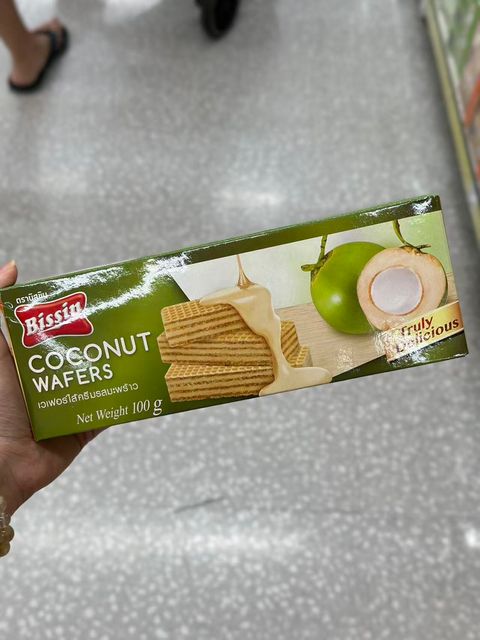 ตราบิสชิน
Bissin
COCONUT
WAFERS
เวเฟอร์ไส้ครีมรสมะพร้าว
Net Weight 100 g
Truly
Delicious